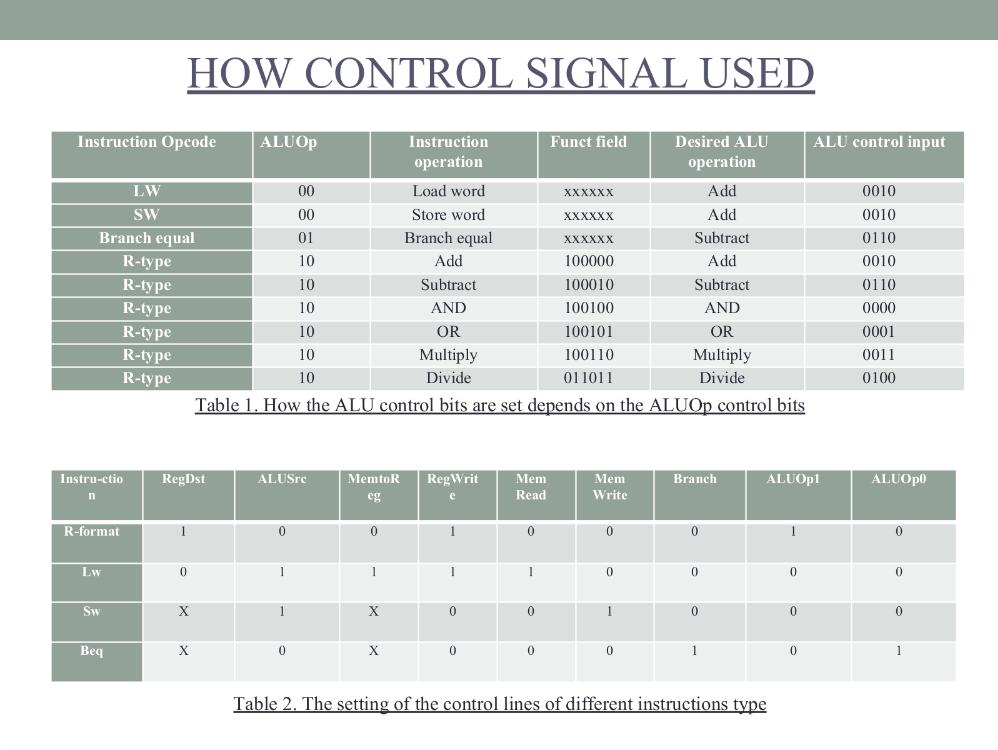 HOW CONTROL SIGNAL USED
Instruction Opcode ALUOp Instruction operation Funct field Desired ALU operation ALU control input
LW 00 Load word xxxxxx Add 0010
SW 00 Store word xxxxxx Add 0010
Branch equal 01 Branch equal xxxxxx Subtract 0110
R-type 10 Add 100000 Add 0010
R-type 10 Subtract 100010 Subtract 0110
R-type 10 AND 100100 AND 0000
R-type 10 OR 100101 OR 0001
R-type 10 Multiply 100110 Multiply 0011
R-type 10 Divide 011011 Divide 0100
Table 1. How the ALU control bits are set depends on the ALUOp control bits
Instru-ctio n RegDst ALUSrc MemtoR eg RegWrit e Mem Read Mem Write Branch ALUOp1 ALUOp0
R-format 1 0 0 1 0 0 0 1 0
Lw 0 1 1 1 1 0 0 0 0
Sw X 1 X 0 0 1 0 0 0
Beq X 0 X 0 0 0 1 0 1
Table 2. The setting of the control lines of different instructions type